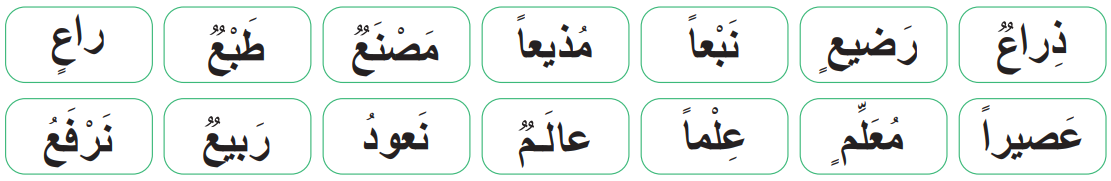 ذِراعٌ رَضيعٍ نَبْعاً مُذيعاً مَصْنَعٌ طَبْعٌ راعٍ
عَصيراً مُعَلِّمٍ عِلْماً عالَمٌ نَعودُ رَبيعٌ نَرْفَعُ